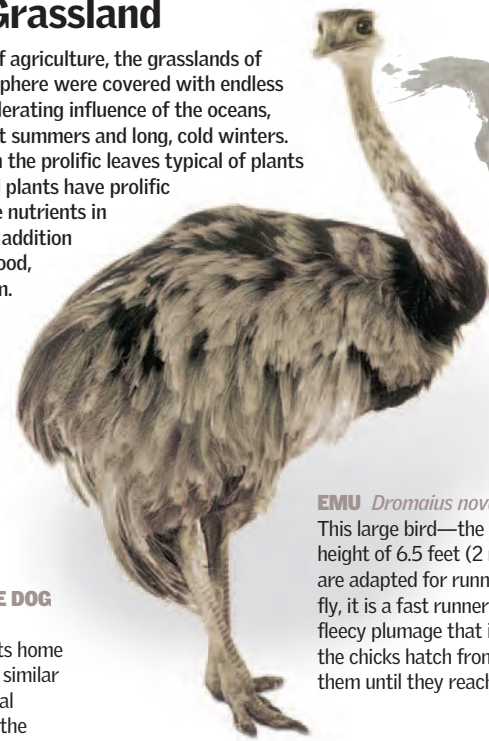 Grassland
f agriculture, the grasslands of
phere were covered with endless
derating influence of the oceans,
t summers and long, cold winters.
n the prolific leaves typical of plants
l plants have prolific
e nutrients in
addition
ood,
n.
EMU Dromaius nov
This large bird—the
height of 6.5 feet (2
are adapted for runn
fly, it is a fast runner
fleecy plumage that i
the chicks hatch from
them until they reach
E DOG
ts home
similar
al
the